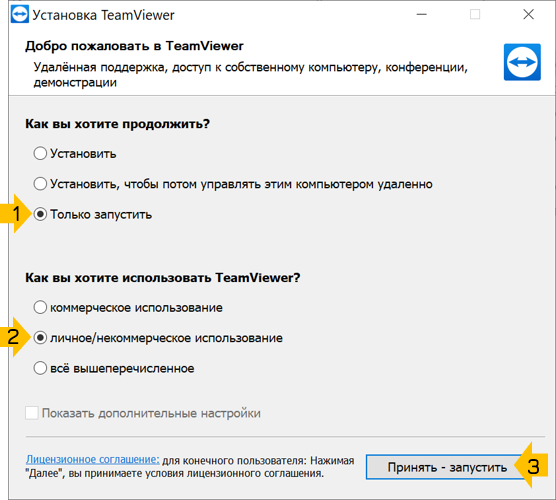 Установка TeamViewer
Добро пожаловать в TeamViewer
Удалённая поддержка, доступ к собственному компьютеру, конференции,
демонстрации
Как вы хотите продолжить?
Установить
Установить, чтобы потом управлять этим компьютером удаленно
1 Только запустить
Как вы хотите использовать TeamViewer?
коммерческое использование
2 личное/некоммерческое использование
всё вышеперечисленное
Показать дополнительные настройки
Лицензионное соглашение: для конечного пользователя: Нажимая
"Далее", вы принимаете условия лицензионного соглашения.
Принять - запустить 3